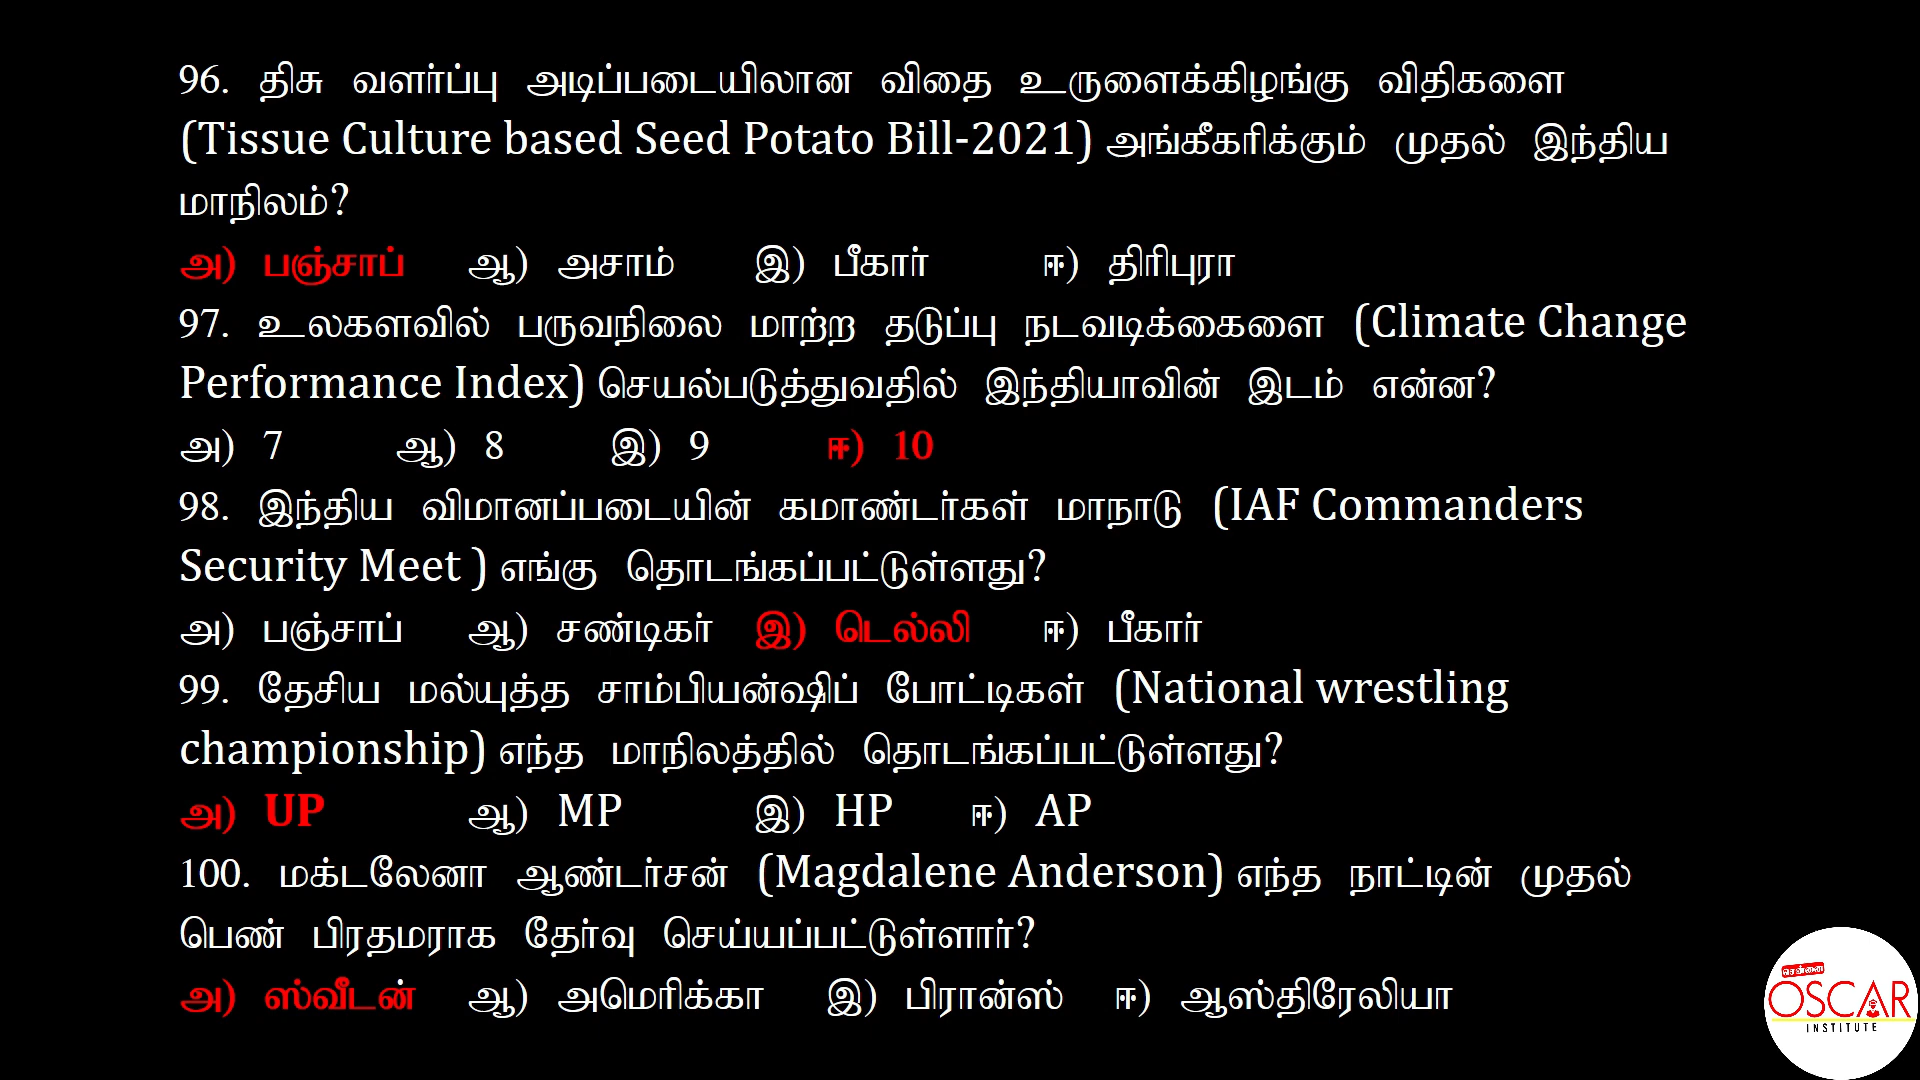 96. திசு வளர்ப்பு அடிப்படையிலான விதை உருளைக்கிழங்கு விதிகளை
(Tissue Culture based Seed Potato Bill-2021) அங்கீகரிக்கும் முதல் இந்திய
மாநிலம்?
அ) பஞ்சாப் ஆ) அசாம் இ) பீகார் ஈ) திரிபுரா
97. உலகளவில் பருவநிலை மாற்ற தடுப்பு நடவடிக்கைகளை (Climate Change
Performance Index) செயல்படுத்துவதில் இந்தியாவின் இடம் என்ன?
அ) 7 ஆ) 8 இ) 9 ஈ) 10
98. இந்திய விமானப்படையின் கமாண்டர்கள் மாநாடு (IAF Commanders
Security Meet ) எங்கு தொடங்கப்பட்டுள்ளது?
அ) பஞ்சாப் ஆ) சண்டிகர் இ) டெல்லி ஈ) பீகார்
99. தேசிய மல்யுத்த சாம்பியன்ஷிப் போட்டிகள் (National wrestling
championship) எந்த மாநிலத்தில் தொடங்கப்பட்டுள்ளது?
அ) UP ஆ) MP இ) HP ஈ) AP
100. மக்டலேனா ஆண்டர்சன் (Magdalene Anderson) எந்த நாட்டின் முதல்
பெண் பிரதமராக தேர்வு செய்யப்பட்டுள்ளார்?
அ) ஸ்வீடன் ஆ) அமெரிக்கா இ) பிரான்ஸ் ஈ) ஆஸ்திரேலியா
சென்னை
OSCAR
INSTITUTE